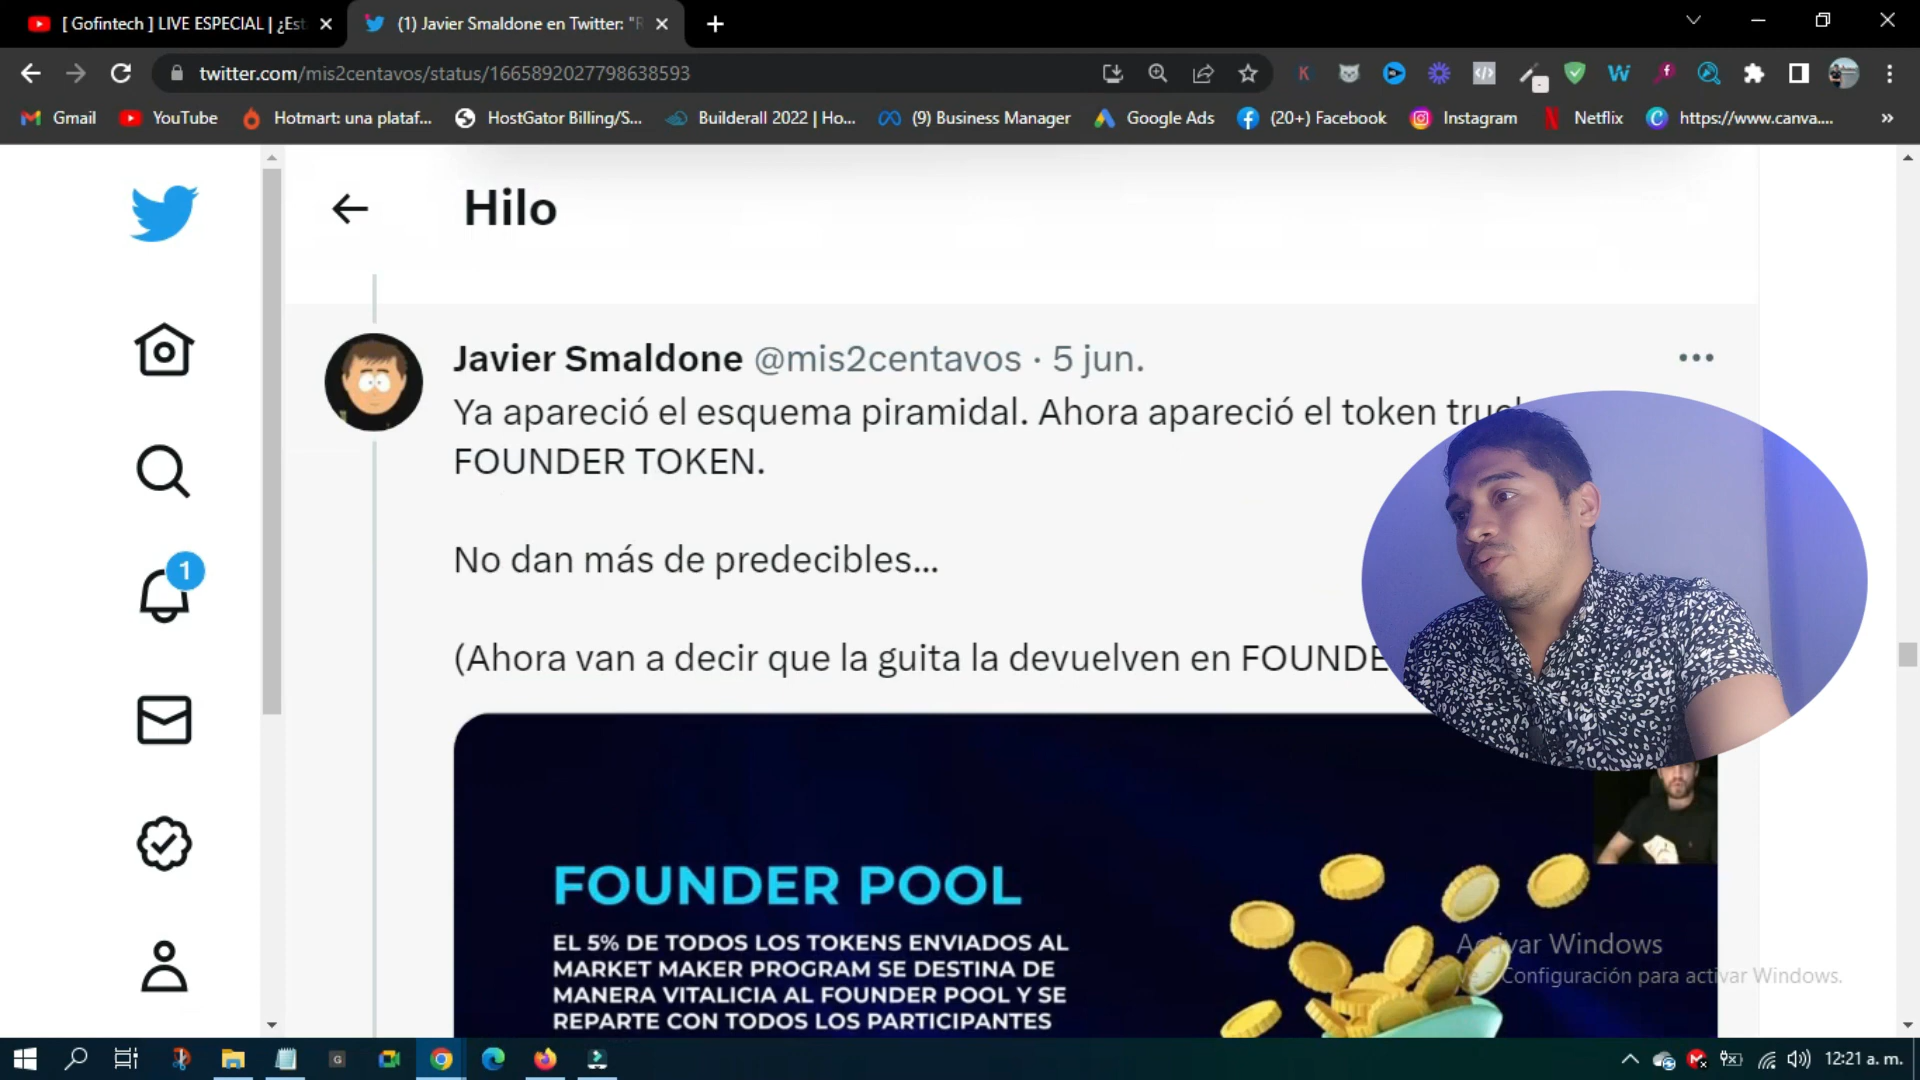 [ Gofintech ] LIVE ESPECIAL | ¿Est
(1) Javier Smaldone en Twitter: "R
twitter.com/mis2centavos/status/1665892027798638593
Gmail
YouTube
Hotmart: una plataf...
HostGator Billing/S...
Builderall 2022 | Ho...
(9) Business Manager
Google Ads
(20+) Facebook
Instagram
Netflix
https://www.canva....
Hilo
Javier Smaldone @mis2centavos · 5 jun.
Ya apareció el esquema piramidal. Ahora apareció el token
FOUNDER TOKEN.
No dan más de predecibles...
(Ahora van a decir que la guita la devuelven en
1
FOUNDER POOL
EL 5% DE TODOS LOS TOKENS ENVIADOS AL
MARKET MAKER PROGRAM SE DESTINA DE
MANERA VITALICIA AL FOUNDER POOL Y SE
REPARTE CON TODOS LOS PARTICIPANTES
Activar Windows
Ve a Configuración para activar Windows.
12:21 a. m.